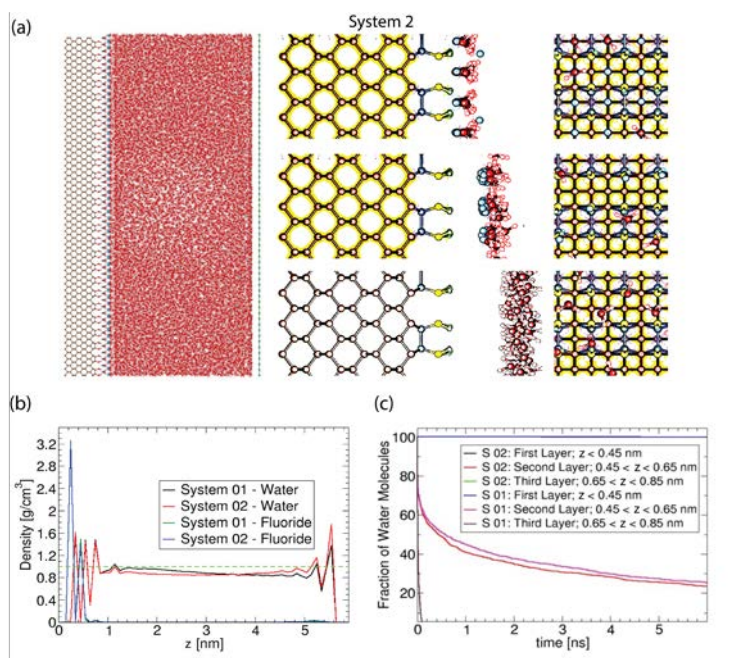 System 2
(a)
(b)
(c)
3.2
2.8
2.4
2.0
1.6
1.2
0.8
0.4
0
Density [g/cm³]
System 01 - Water
System 02 - Water
System 01 - Fluoride
System 02 - Fluoride
0 1 2 3 4 5
z [nm]
100
80
60
40
20
Fraction of Water Molecules
S 02: First Layer; z < 0.45 nm
S 02: Second Layer; 0.45 < z < 0.65 nm
S 02: Third Layer; 0.65 < z < 0.85 nm
S 01: First Layer; z < 0.45 nm
S 01: Second Layer; 0.45 < z < 0.65 nm
S 01: Third Layer; 0.65 < z < 0.85 nm
0 1 2 3 4 5
time [ns]